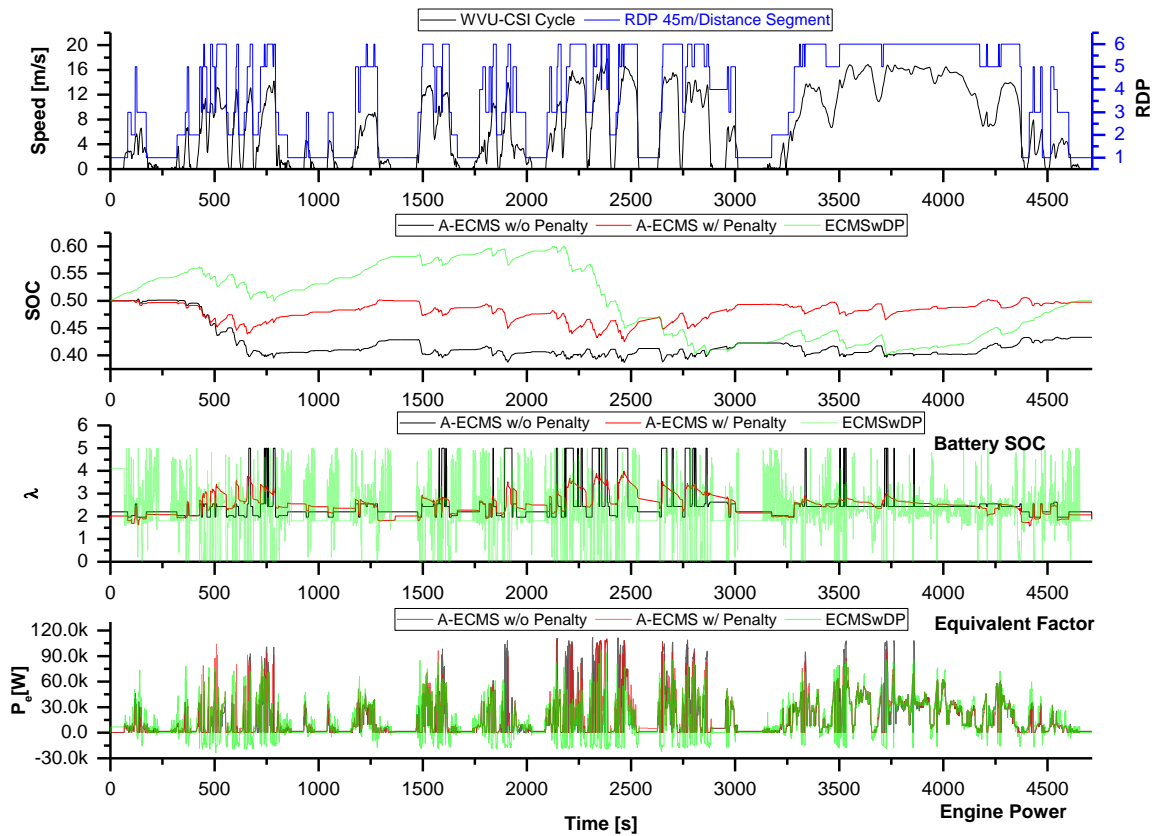 WVU-CSI Cycle RDP 45m/Distance Segment
20
16
12
8
4
0
Speed [m/s]
6
5
4
3
2
1
RDP
0 500 1000 1500 2000 2500 3000 3500 4000 4500
A-ECMS w/o Penalty A-ECMS w/ Penalty ECMSwDP
0.60
0.55
0.50
0.45
0.40
SOC
0 500 1000 1500 2000 2500 3000 3500 4000 4500
A-ECMS w/o Penalty A-ECMS w/ Penalty ECMSwDP
Battery SOC
6
5
4
3
2
1
0
λ
0 500 1000 1500 2000 2500 3000 3500 4000 4500
A-ECMS w/o Penalty A-ECMS w/ Penalty ECMSwDP
Equivalent Factor
120.0k
90.0k
60.0k
30.0k
0.0
-30.0k
Pe[W]
0 500 1000 1500 2000 2500 3000 3500 4000 4500
Engine Power
Time [s]